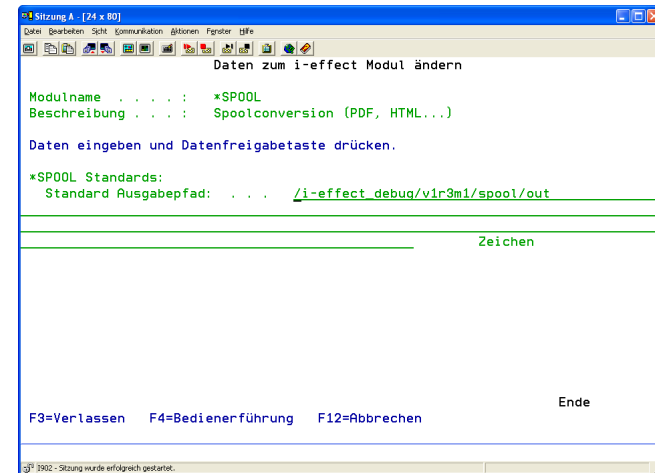 Sitzung A - [24 x 80]
Datei Bearbeiten Sicht Kommunikation Aktionen Fenster Hilfe
Daten zum i-effect Modul ändern
Modulname . . . . : *SPOOL
Beschreibung . . . : Spoolconversion (PDF, HTML...)
Daten eingeben und Datenfreigabetaste drücken.
*SPOOL Standards:
Standard Ausgabepfad: . . . /i-effect_debug/v1r3m1/spool/out
Zeichen
Ende
F3=Verlassen F4=Bedienerführung F12=Abbrechen
I902 - Sitzung wurde erfolgreich gestartet.